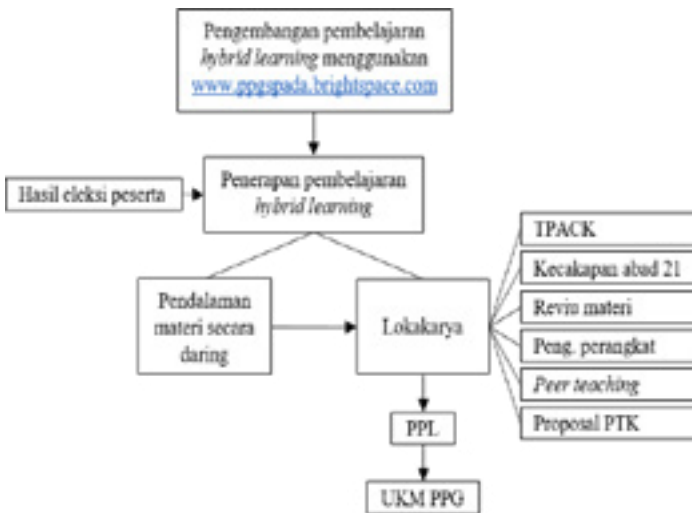 Pengembangan pembelajaran
hybrid learning menggunakan
www.ppgspada.brightspace.com
Hasil eleksi peserta
Penerapan pembelajaran
hybrid learning
Pendalaman
materi secara
daring
Lokakarya
TPACK
Kecakapan abad 21
Reviu materi
Peng. perangkat
Peer teaching
Proposal PTK
PPL
UKM PPG